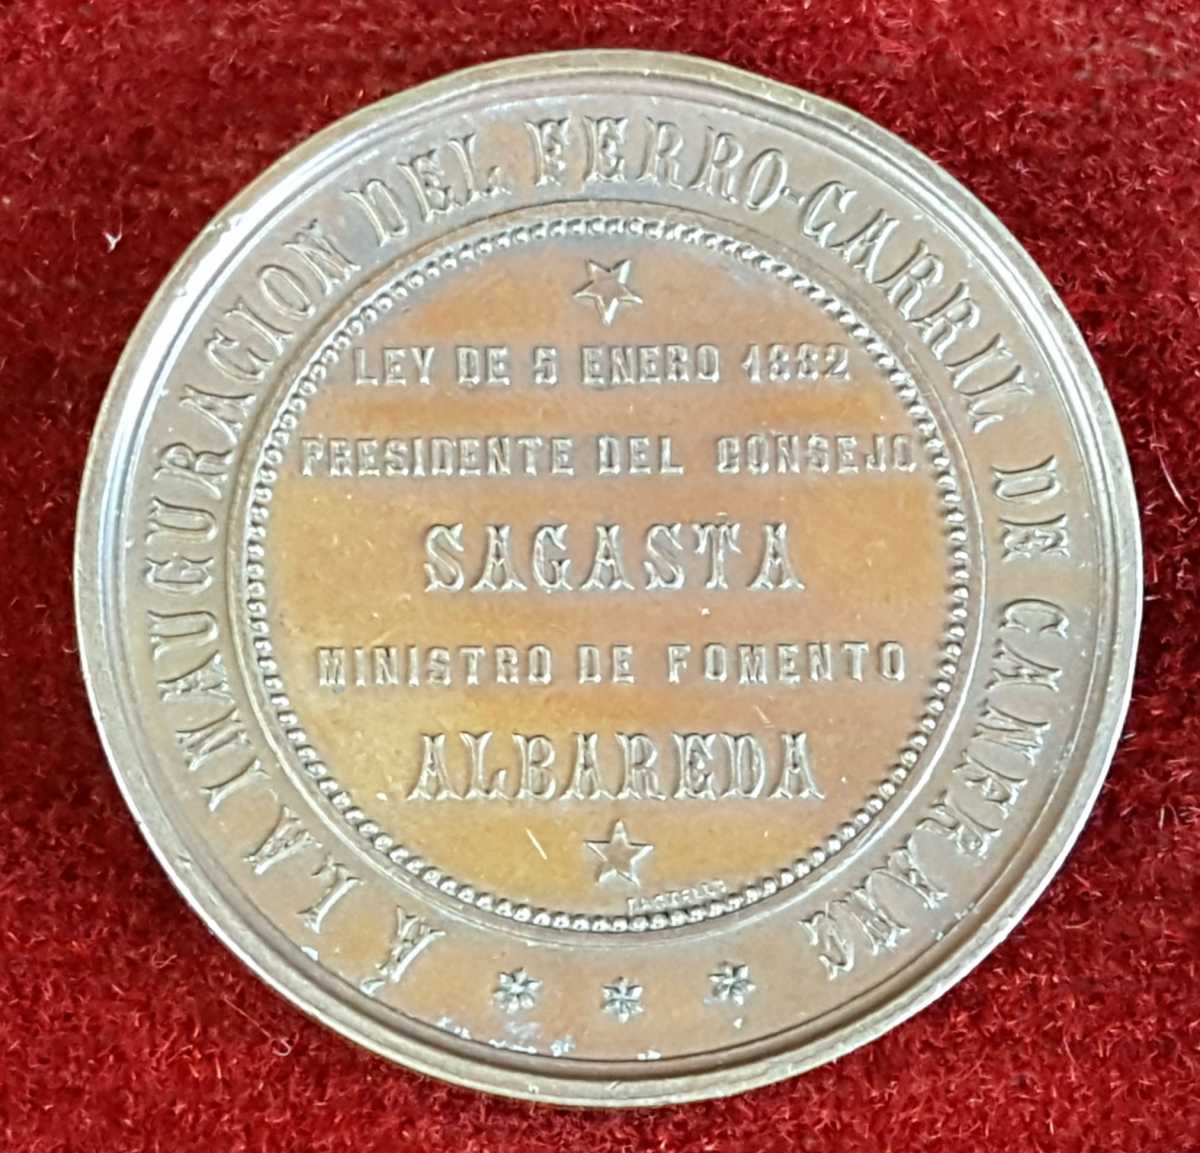 Á LA INAUGURACION DEL FERRO-CARRIL DE CANFRANC
LEY DE 5 ENERO 1882
PRESIDENTE DEL CONSEJO
SAGASTA
MINISTRO DE FOMENTO
ALBAREDA